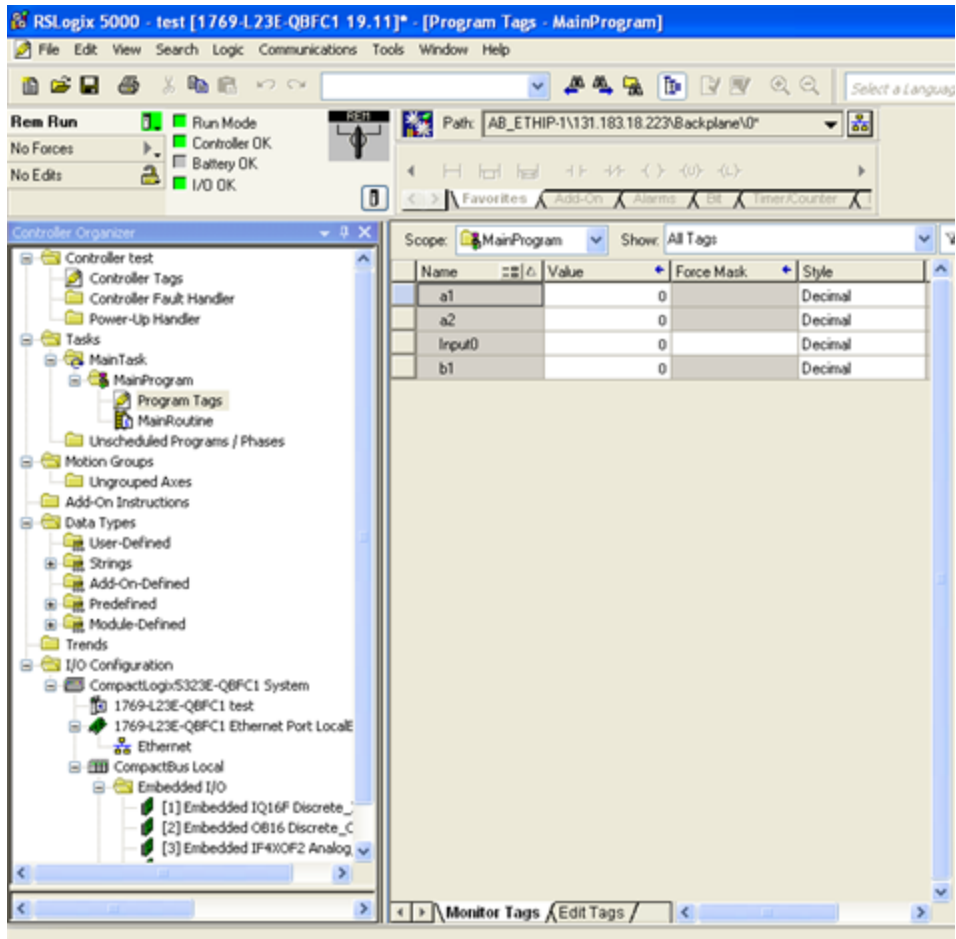 RSLogix 5000 - test [1769-L23E-QBFC1 19.11]* - [Program Tags - MainProgram]
File Edit View Search Logic Communications Tools Window Help
Select a Languag
Rem Run
No Forces
No Edits
Run Mode
Controller OK
Battery OK
I/O OK
REM
Path: AB_ETHIP-1\131.183.18.223\Backplane\0*
Favorites Add-On Alarms Bit Timer/Counter
Controller Organizer
Controller test
Controller Tags
Controller Fault Handler
Power-Up Handler
Tasks
MainTask
MainProgram
Program Tags
MainRoutine
Unscheduled Programs / Phases
Motion Groups
Ungrouped Axes
Add-On Instructions
Data Types
User-Defined
Strings
Add-On-Defined
Predefined
Module-Defined
Trends
I/O Configuration
CompactLogix5323E-QBFC1 System
1769-L23E-QBFC1 test
1769-L23E-QBFC1 Ethernet Port LocalE
Ethernet
CompactBus Local
Embedded I/O
[1] Embedded IQ16F Discrete_
[2] Embedded OB16 Discrete_C
[3] Embedded IF4XOF2 Analog_
Scope: MainProgram Show: All Tags
Name Value Force Mask Style
a1 0 Decimal
a2 0 Decimal
Input0 0 Decimal
b1 0 Decimal
Monitor Tags Edit Tags